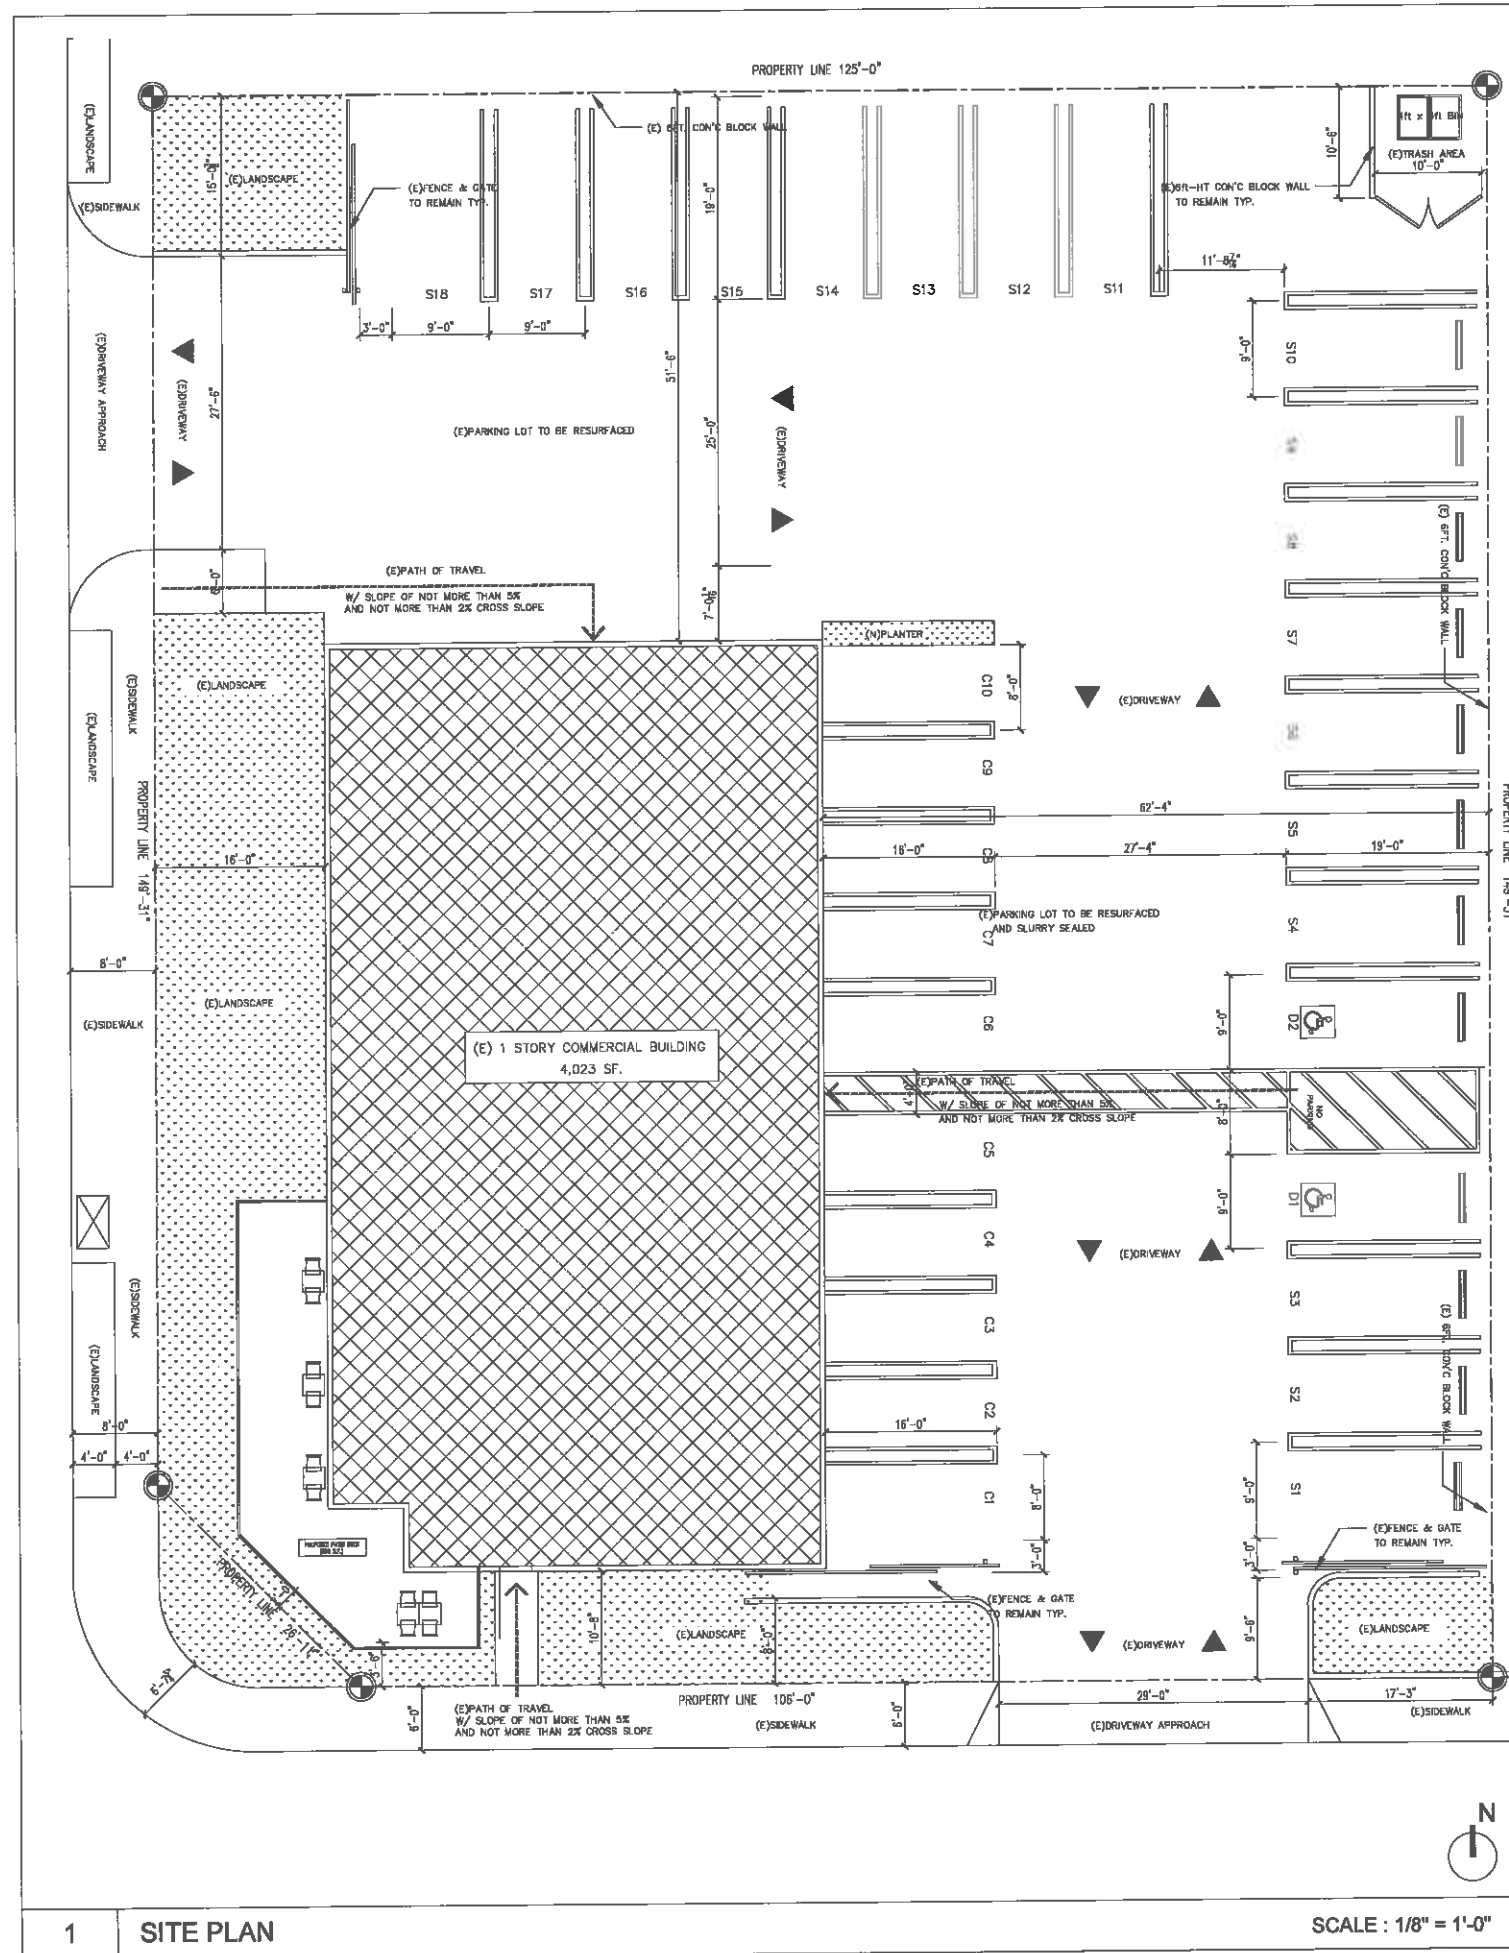 PROPERTY LINE 125'-0"
(E)LANDSCAPE
(E)SIDEWALK
(E)LANDSCAPE
(E)FENCE & GATE
TO REMAIN TYP.
(E) 6FT. CON'C BLOCK WALL
19'-0"
10'-6"
(E)TRASH AREA
10'-0"
(E)6ft-HT CON'C BLOCK WALL
TO REMAIN TYP.
11'-8 7/16"
S18
S17
S16
S15
S14
S13
S12
S11
3'-0"
9'-0"
9'-0"
51'-6"
9'-0"
S10
(E)DRIVEWAY APPROACH
(E)DRIVEWAY
27'-6"
(E)PARKING LOT TO BE RESURFACED
25'-0"
(E)DRIVEWAY
(E) 6FT. CON'C BLOCK WALL
(E)PATH OF TRAVEL
W/ SLOPE OF NOT MORE THAN 5%
AND NOT MORE THAN 2% CROSS SLOPE
6'-0"
(N)PLANTER
S7
(E)LANDSCAPE
(E)SIDEWALK
(E)LANDSCAPE
C10
8'-0"
(E)DRIVEWAY
C9
62'-4"
PROPERTY LINE 149'-31"
S5
16'-0"
18'-0"
C8
27'-4"
19'-0"
(E)PARKING LOT TO BE RESURFACED
AND SLURRY SEALED
C7
S4
8'-0"
(E)LANDSCAPE
(E)SIDEWALK
C6
9'-0"
D2
(E) 1 STORY COMMERCIAL BUILDING
4,023 SF.
(E)PATH OF TRAVEL
W/ SLOPE OF NOT MORE THAN 5%
AND NOT MORE THAN 2% CROSS SLOPE
4'-0"
8'-0"
NO
PARKING
C5
9'-0"
D1
C4
(E)DRIVEWAY
(E)SIDEWALK
C3
S3
(E) 6FT. CON'C BLOCK WALL
(E)LANDSCAPE
C2
S2
8'-0"
16'-0"
4'-0"
4'-0"
C1
8'-0"
9'-0"
S1
3'-0"
3'-0"
(E)FENCE & GATE
TO REMAIN TYP.
PROPERTY LINE
(E)FENCE & GATE
TO REMAIN TYP.
10'-8"
(E)LANDSCAPE
8'-0"
(E)DRIVEWAY
9'-6"
(E)LANDSCAPE
3'-6"
6'-0"
(E)PATH OF TRAVEL
W/ SLOPE OF NOT MORE THAN 5%
AND NOT MORE THAN 2% CROSS SLOPE
PROPERTY LINE 106'-0"
(E)SIDEWALK
6'-0"
29'-0"
(E)DRIVEWAY APPROACH
17'-3"
(E)SIDEWALK
N
1
SITE PLAN
SCALE : 1/8" = 1'-0"